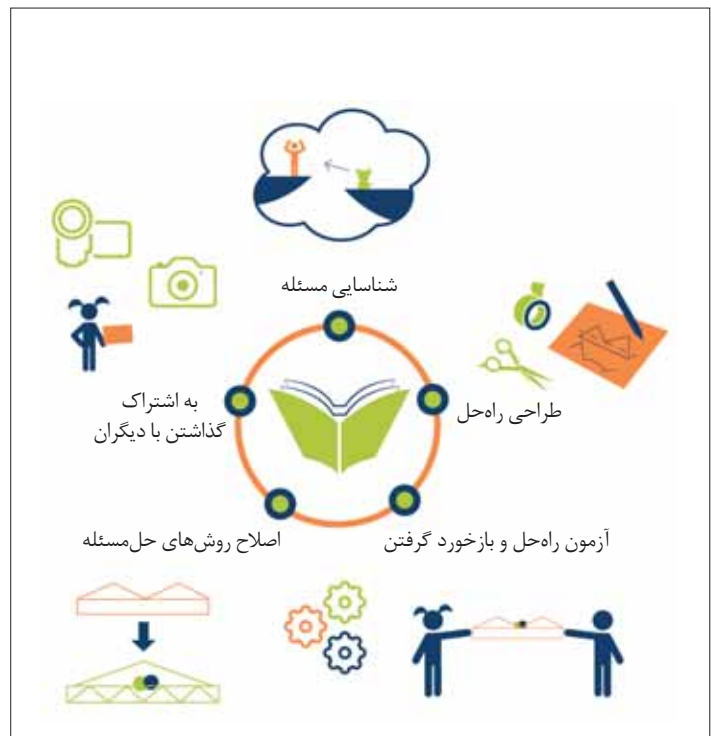 شناسایی مسئله
طراحی راه‌حل
آزمون راه‌حل و بازخورد گرفتن
اصلاح روش‌های حل‌مسئله
به اشتراک
گذاشتن با دیگران